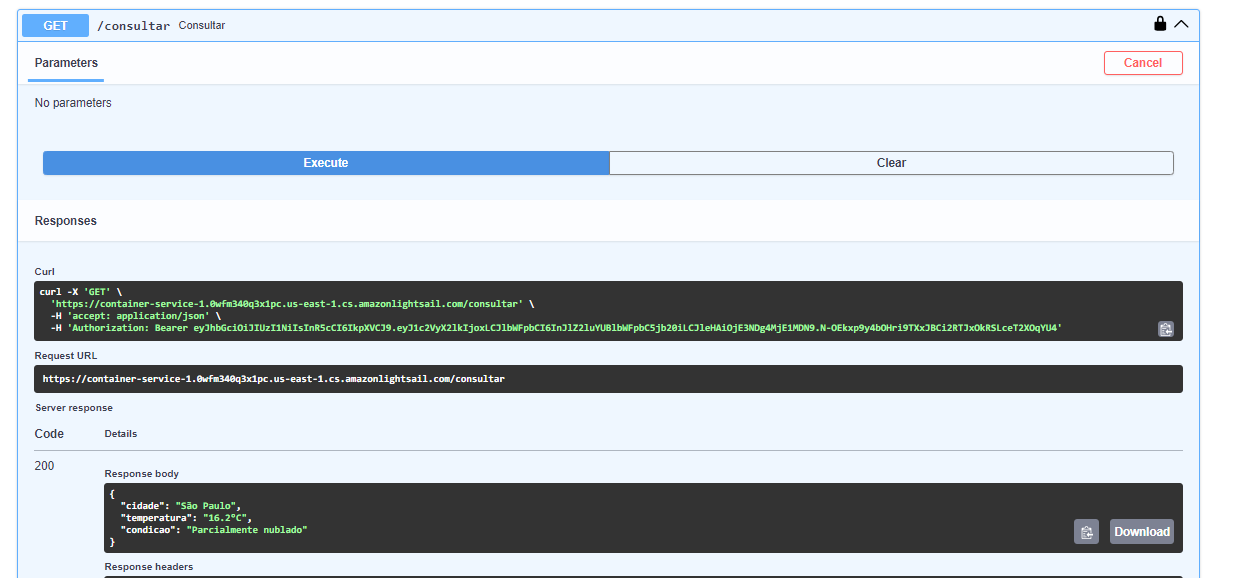 GET /consultar Consultar
Parameters
Cancel
No parameters
Execute
Clear
Responses
Curl
curl -X 'GET' \
'https://container-service-1.0wfm340q3x1pc.us-east-1.cs.amazonlightsail.com/consultar' \
-H 'accept: application/json' \
-H 'Authorization: Bearer
Request URL
https://container-service-1.0wfm340q3x1pc.us-east-1.cs.amazonlightsail.com/consultar
Server response
Code Details
200
Response body
{
"cidade": "São Paulo",
"temperatura": "16.2°C",
"condicao": "Parcialmente nublado"
}
Download
Response headers